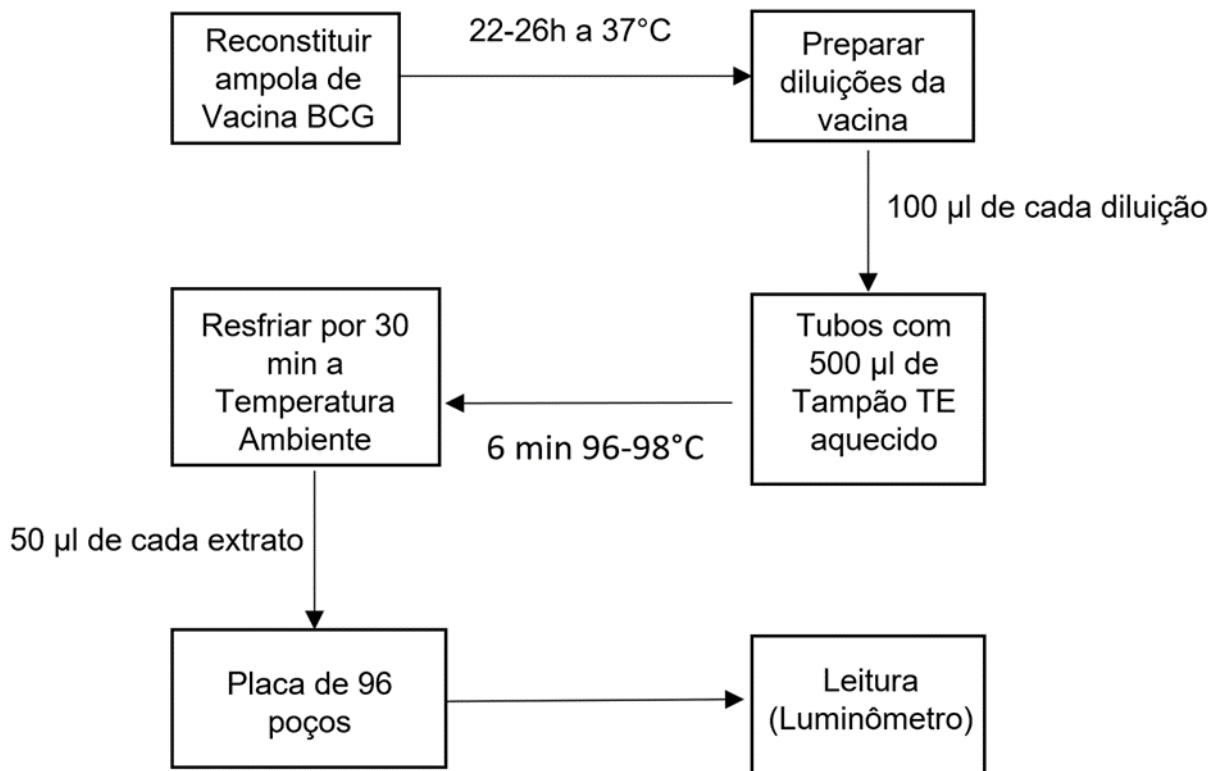 Reconstituir
ampola de
Vacina BCG
22-26h a 37°C
Preparar
diluições da
vacina
100 µl de cada diluição
Tubos com
500 µl de
Tampão TE
aquecido
6 min 96-98°C
Resfriar por 30
min a
Temperatura
Ambiente
50 µl de cada extrato
Placa de 96
poços
Leitura
(Luminômetro)